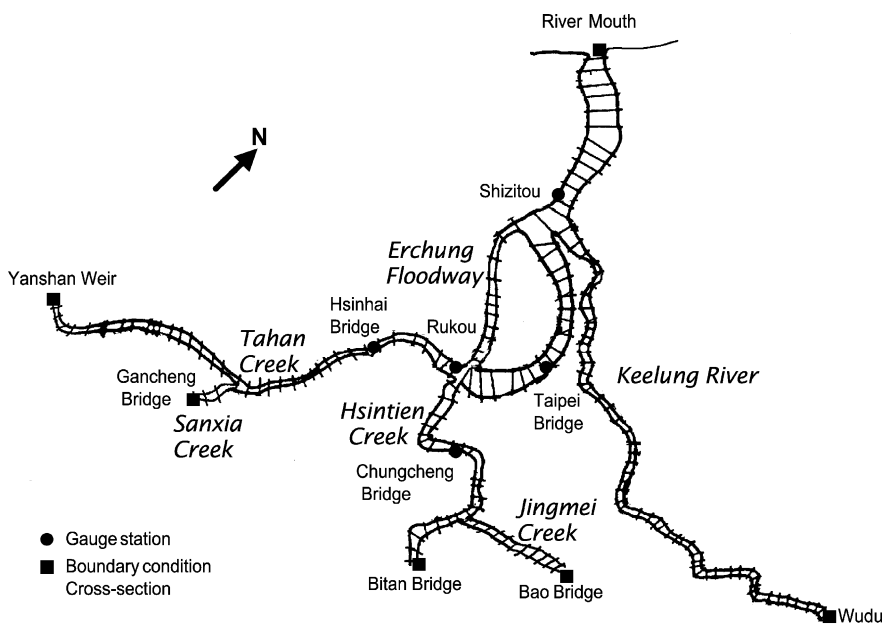 River Mouth
N
Shizitou
Erchung
Floodway
Yanshan Weir
Hsinhai
Bridge
Rukou
Tahan
Creek
Gancheng
Bridge
Keelung River
Sanxia
Creek
Hsintien
Creek
Taipei
Bridge
Chungcheng
Bridge
Jingmei
Creek
Gauge station
Boundary condition
Cross-section
Bitan Bridge
Bao Bridge
Wudu